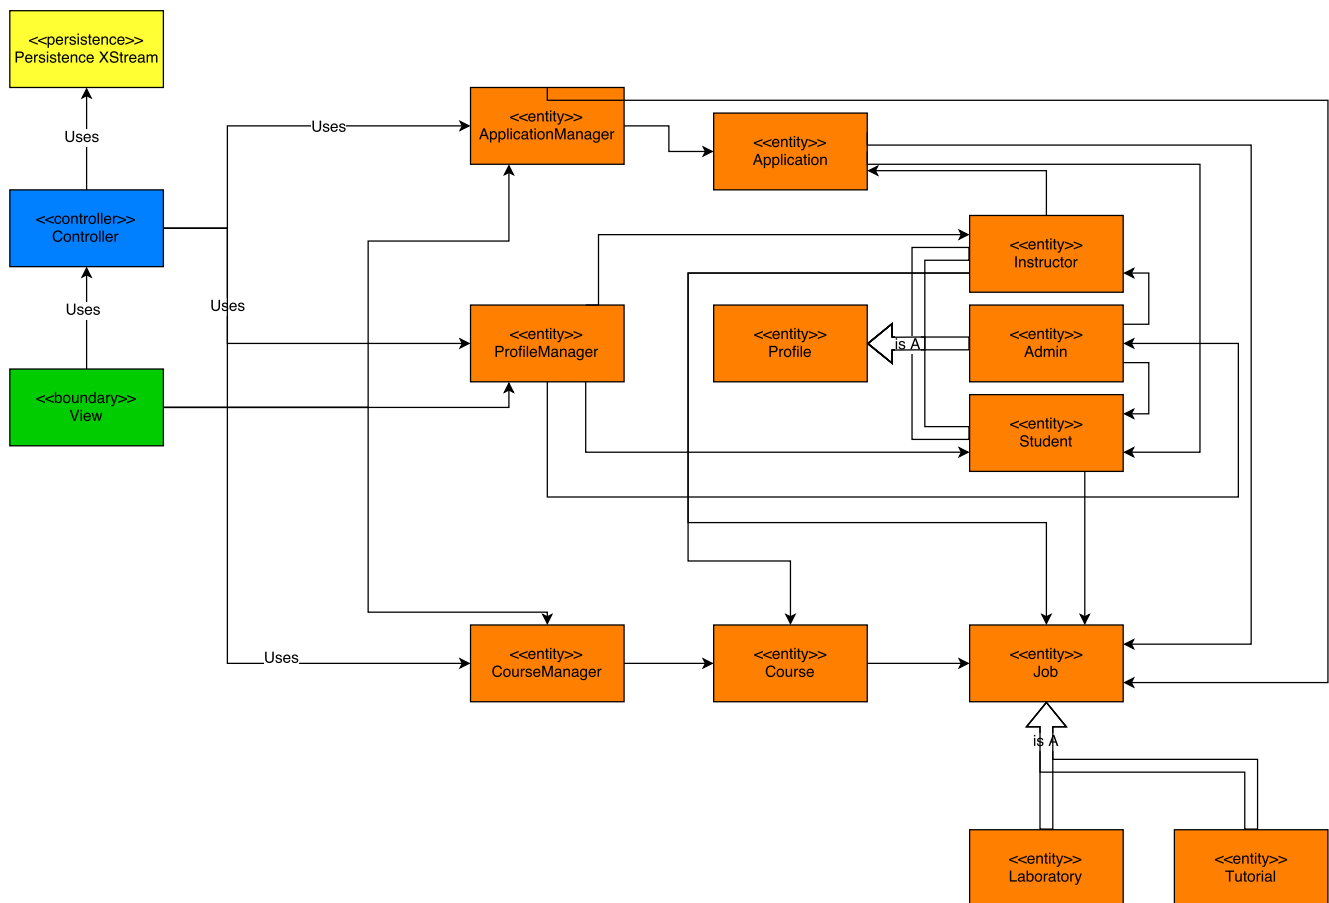 <<persistence>>
Persistence XStream
Uses
<<controller>>
Controller
Uses
<<boundary>>
View
Uses
Uses
Uses
<<entity>>
ApplicationManager
<<entity>>
Application
<<entity>>
Instructor
<<entity>>
ProfileManager
<<entity>>
Profile
is A
<<entity>>
Admin
<<entity>>
Student
<<entity>>
CourseManager
<<entity>>
Course
<<entity>>
Job
is A
<<entity>>
Laboratory
<<entity>>
Tutorial